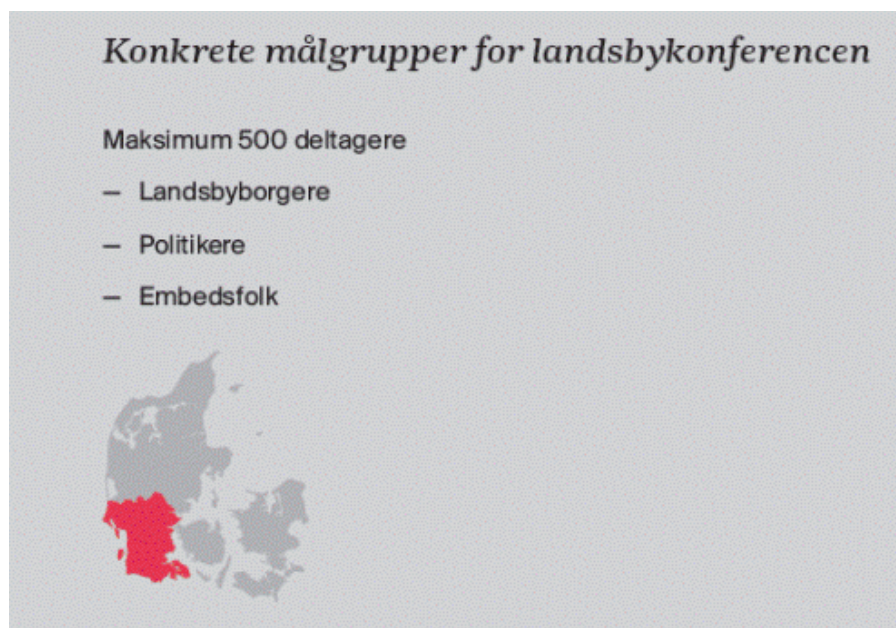 Konkrete målgrupper for landsbykonferencen
Maksimum 500 deltagere
– Landsbyborgere
– Politikere
– Embedsfolk